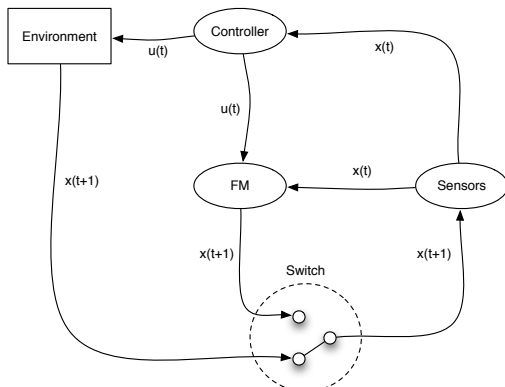 Environment
Controller
u(t)
x(t)
u(t)
x(t+1)
FM
x(t)
Sensors
x(t+1)
x(t+1)
Switch